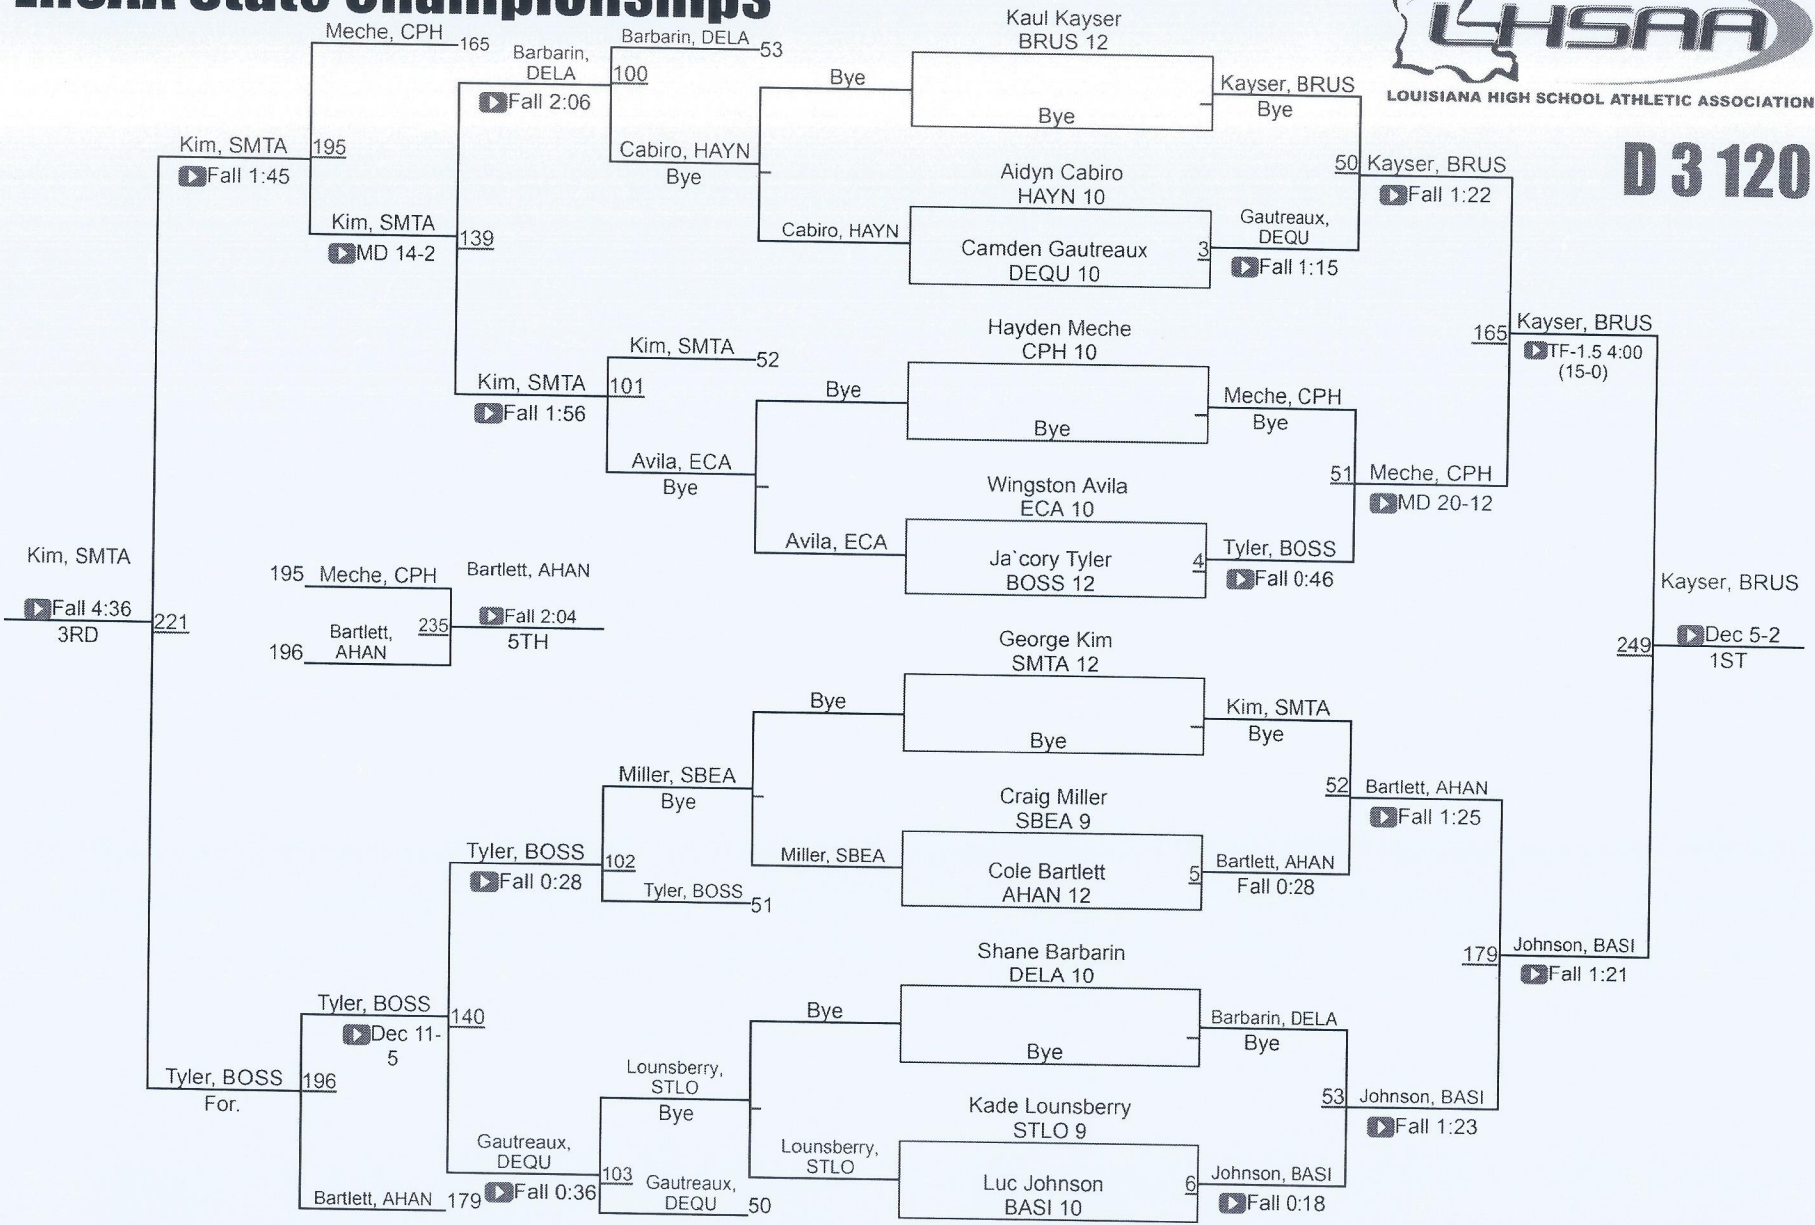 LHSAA State Championships
LHSAA
LOUISIANA HIGH SCHOOL ATHLETIC ASSOCIATION
D 3 120
Kaul Kayser
BRUS 12
Bye
Aidyn Cabiro
HAYN 10
Camden Gautreaux
DEQU 10
3
Hayden Meche
CPH 10
Bye
Wingston Avila
ECA 10
Ja`cory Tyler
BOSS 12
4
George Kim
SMTA 12
Bye
Craig Miller
SBEA 9
Cole Bartlett
AHAN 12
5
Shane Barbarin
DELA 10
Bye
Kade Lounsberry
STLO 9
Luc Johnson
BASI 10
6
Kayser, BRUS
Bye
Gautreaux,
DEQU
Fall 1:15
Meche, CPH
Bye
Tyler, BOSS
Fall 0:46
Kim, SMTA
Bye
Bartlett, AHAN
Fall 0:28
Barbarin, DELA
Bye
Johnson, BASI
Fall 0:18
50
Kayser, BRUS
Fall 1:22
51
Meche, CPH
MD 20-12
52
Bartlett, AHAN
Fall 1:25
53
Johnson, BASI
Fall 1:23
165
Kayser, BRUS
TF-1.5 4:00
(15-0)
179
Johnson, BASI
Fall 1:21
Kayser, BRUS
249
Dec 5-2
1ST
Bye
Cabiro, HAYN
Bye
Avila, ECA
Bye
Miller, SBEA
Bye
Lounsberry,
STLO
Barbarin, DELA
53
Cabiro, HAYN
Bye
Kim, SMTA
52
Avila, ECA
Bye
Miller, SBEA
Bye
Tyler, BOSS
51
Lounsberry,
STLO
Bye
Gautreaux,
DEQU
50
Barbarin,
DELA
100
Fall 2:06
Kim, SMTA
101
Fall 1:56
Tyler, BOSS
102
Fall 0:28
Gautreaux,
DEQU
103
Fall 0:36
Meche, CPH
165
Kim, SMTA
139
MD 14-2
Tyler, BOSS
140
Dec 11-
5
Bartlett, AHAN
179
Kim, SMTA
195
Fall 1:45
Tyler, BOSS
196
For.
Kim, SMTA
Fall 4:36
221
3RD
195
Meche, CPH
196
Bartlett,
AHAN
235
Bartlett, AHAN
Fall 2:04
5TH